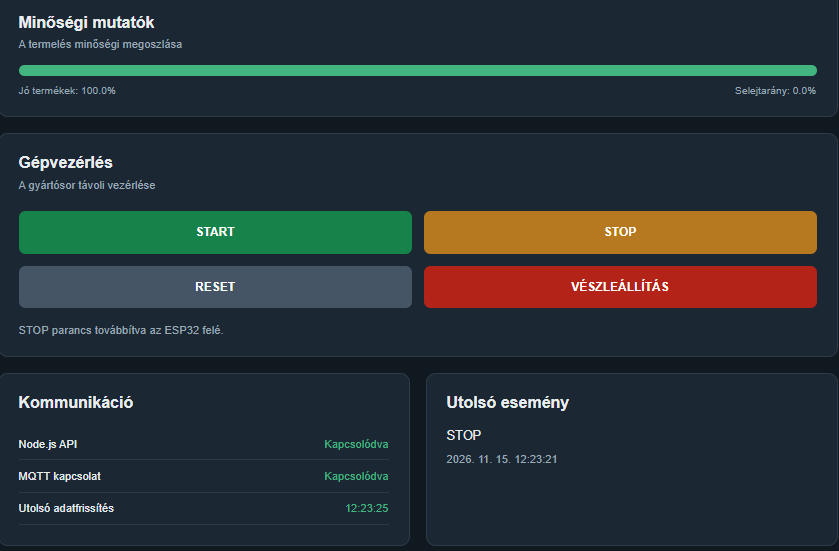 Minőségi mutatók
A termelés minőségi megoszlása
Jó termékek: 100.0% Selejtarány: 0.0%
Gépvezérlés
A gyártósor távoli vezérlése
START STOP
RESET VÉSZLEÁLLÍTÁS
STOP parancs továbbítva az ESP32 felé.
Kommunikáció
Node.js API Kapcsolódva
MQTT kapcsolat Kapcsolódva
Utolsó adatfrissítés 12:23:25
Utolsó esemény
STOP
2026. 11. 15. 12:23:21